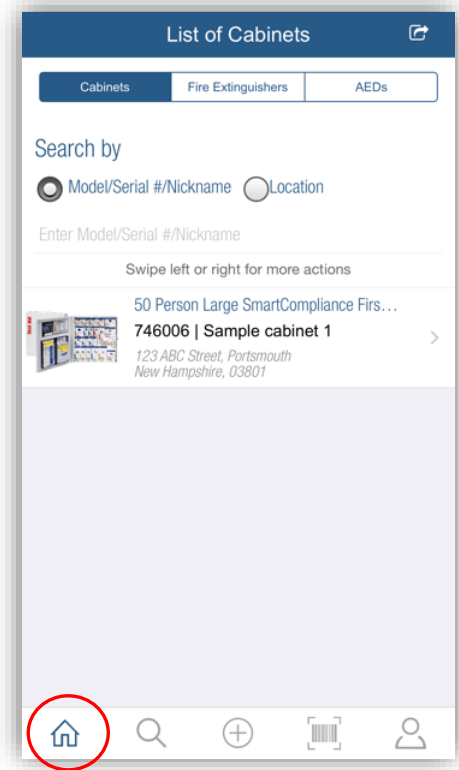 List of Cabinets
Cabinets Fire Extinguishers AEDs
Search by
Model/Serial #/Nickname Location
Enter Model/Serial #/Nickname
Swipe left or right for more actions
50 Person Large SmartCompliance Firs...
746006 | Sample cabinet 1
123 ABC Street, Portsmouth
New Hampshire, 03801